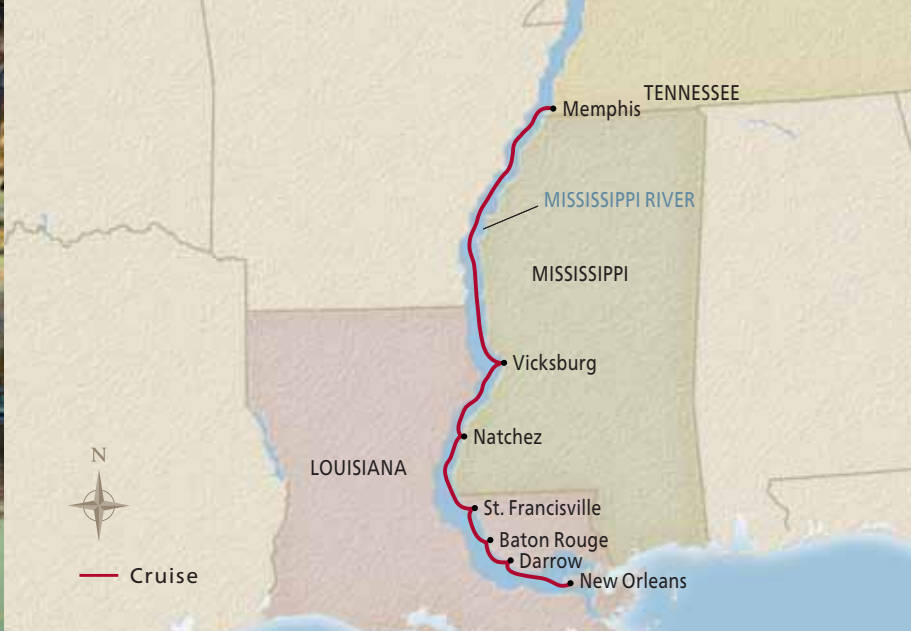 TENNESSEE
Memphis
MISSISSIPPI RIVER
MISSISSIPPI
Vicksburg
Natchez
N
LOUISIANA
St. Francisville
Baton Rouge
Darrow
Cruise
New Orleans